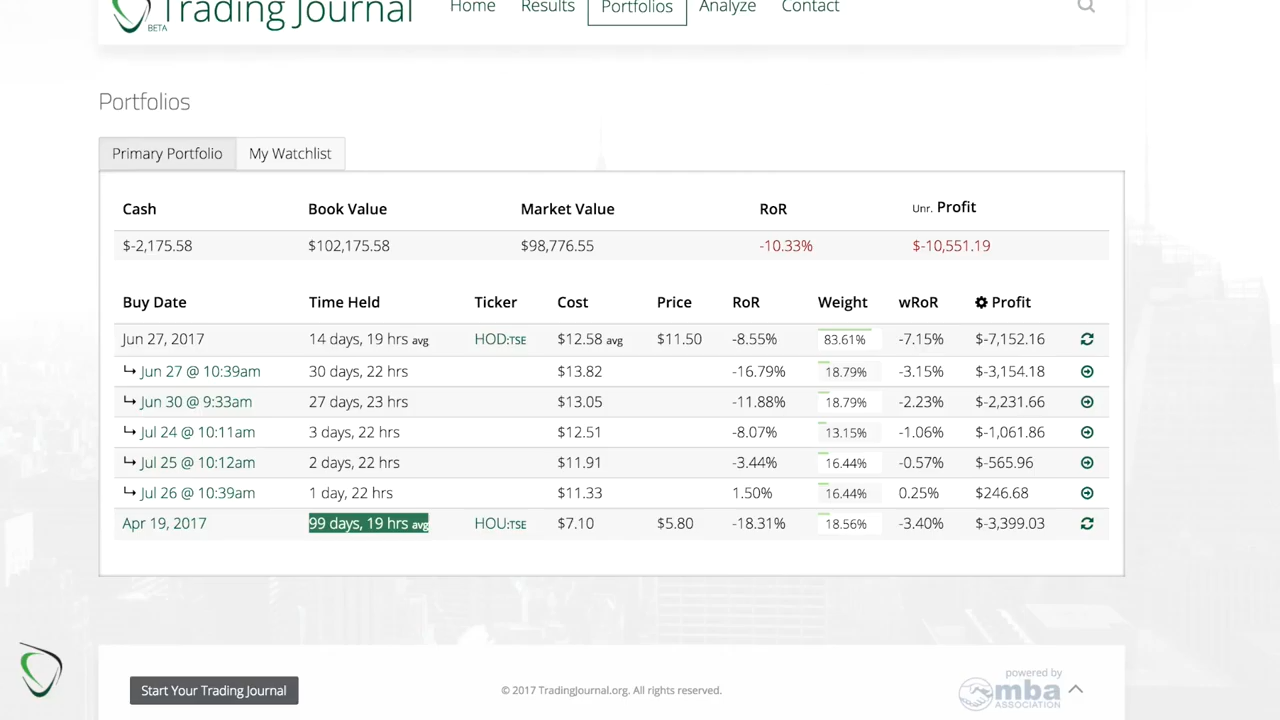 Trading Journal
BETA
Home Results Portfolios Analyze Contact
Portfolios
Primary Portfolio My Watchlist
Cash Book Value Market Value RoR Unr. Profit
$-2,175.58 $102,175.58 $98,776.55 -10.33% $-10,551.19
Buy Date Time Held Ticker Cost Price RoR Weight wRoR Profit
Jun 27, 2017 14 days, 19 hrs avg HOD:TSE $12.58 avg $11.50 -8.55% 83.61% -7.15% $-7,152.16
Jun 27 @ 10:39am 30 days, 22 hrs $13.82 -16.79% 18.79% -3.15% $-3,154.18
Jun 30 @ 9:33am 27 days, 23 hrs $13.05 -11.88% 18.79% -2.23% $-2,231.66
Jul 24 @ 10:11am 3 days, 22 hrs $12.51 -8.07% 13.15% -1.06% $-1,061.86
Jul 25 @ 10:12am 2 days, 22 hrs $11.91 -3.44% 16.44% -0.57% $-565.96
Jul 26 @ 10:39am 1 day, 22 hrs $11.33 1.50% 16.44% 0.25% $246.68
Apr 19, 2017 99 days, 19 hrs avg HOU:TSE $7.10 $5.80 -18.31% 18.56% -3.40% $-3,399.03
Start Your Trading Journal
© 2017 TradingJournal.org. All rights reserved.
powered by
mba
ASSOCIATION